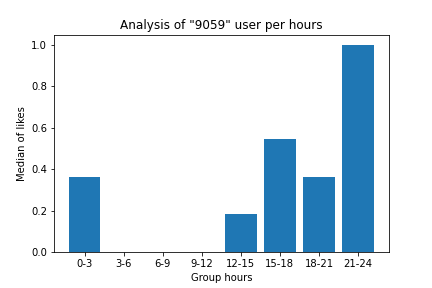 Analysis of "9059" user per hours
Median of likes
1.0
0.8
0.6
0.4
0.2
0.0
0-3 3-6 6-9 9-12 12-15 15-18 18-21 21-24
Group hours